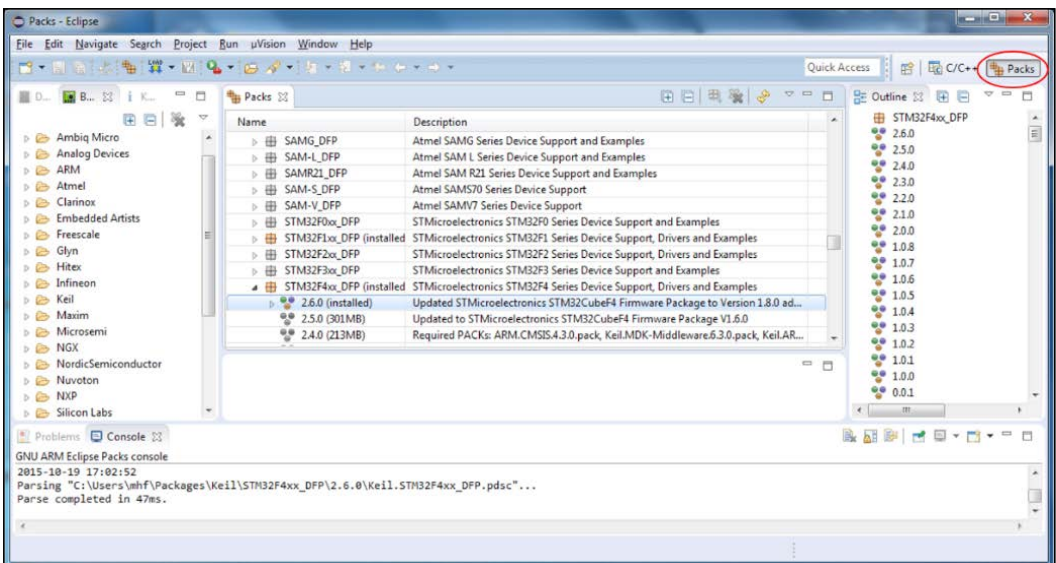 Packs - Eclipse
File Edit Navigate Search Project Run µVision Window Help
Quick Access C/C++ Packs
D... B... i K...
Ambiq Micro
Analog Devices
ARM
Atmel
Clarinox
Embedded Artists
Freescale
Glyn
Hitex
Infineon
Keil
Maxim
Microsemi
NGX
NordicSemiconductor
Nuvoton
NXP
Silicon Labs
Packs
Name Description
SAMG_DFP Atmel SAMG Series Device Support and Examples
SAM-L_DFP Atmel SAM L Series Device Support and Examples
SAMR21_DFP Atmel SAM R21 Series Device Support and Examples
SAM-S_DFP Atmel SAMS70 Series Device Support
SAM-V_DFP Atmel SAMV7 Series Device Support
STM32F0xx_DFP STMicroelectronics STM32F0 Series Device Support and Examples
STM32F1xx_DFP (installed STMicroelectronics STM32F1 Series Device Support, Drivers and Examples
STM32F2xx_DFP STMicroelectronics STM32F2 Series Device Support, Drivers and Examples
STM32F3xx_DFP STMicroelectronics STM32F3 Series Device Support and Examples
STM32F4xx_DFP (installed STMicroelectronics STM32F4 Series Device Support, Drivers and Examples
2.6.0 (installed) Updated STMicroelectronics STM32CubeF4 Firmware Package to Version 1.8.0 ad...
2.5.0 (301MB) Updated to STMicroelectronics STM32CubeF4 Firmware Package V1.6.0
2.4.0 (213MB) Required PACKs: ARM.CMSIS.4.3.0.pack, Keil.MDK-Middleware.6.3.0.pack, Keil.AR...
Outline
STM32F4xx_DFP
2.6.0
2.5.0
2.4.0
2.3.0
2.2.0
2.1.0
2.0.0
1.0.8
1.0.7
1.0.6
1.0.5
1.0.4
1.0.3
1.0.2
1.0.1
1.0.0
0.0.1
Problems Console
GNU ARM Eclipse Packs console
2015-10-19 17:02:52
Parsing "C:\Users\mhf\Packages\Keil\STM32F4xx_DFP\2.6.0\Keil.STM32F4xx_DFP.pdsc"...
Parse completed in 47ms.